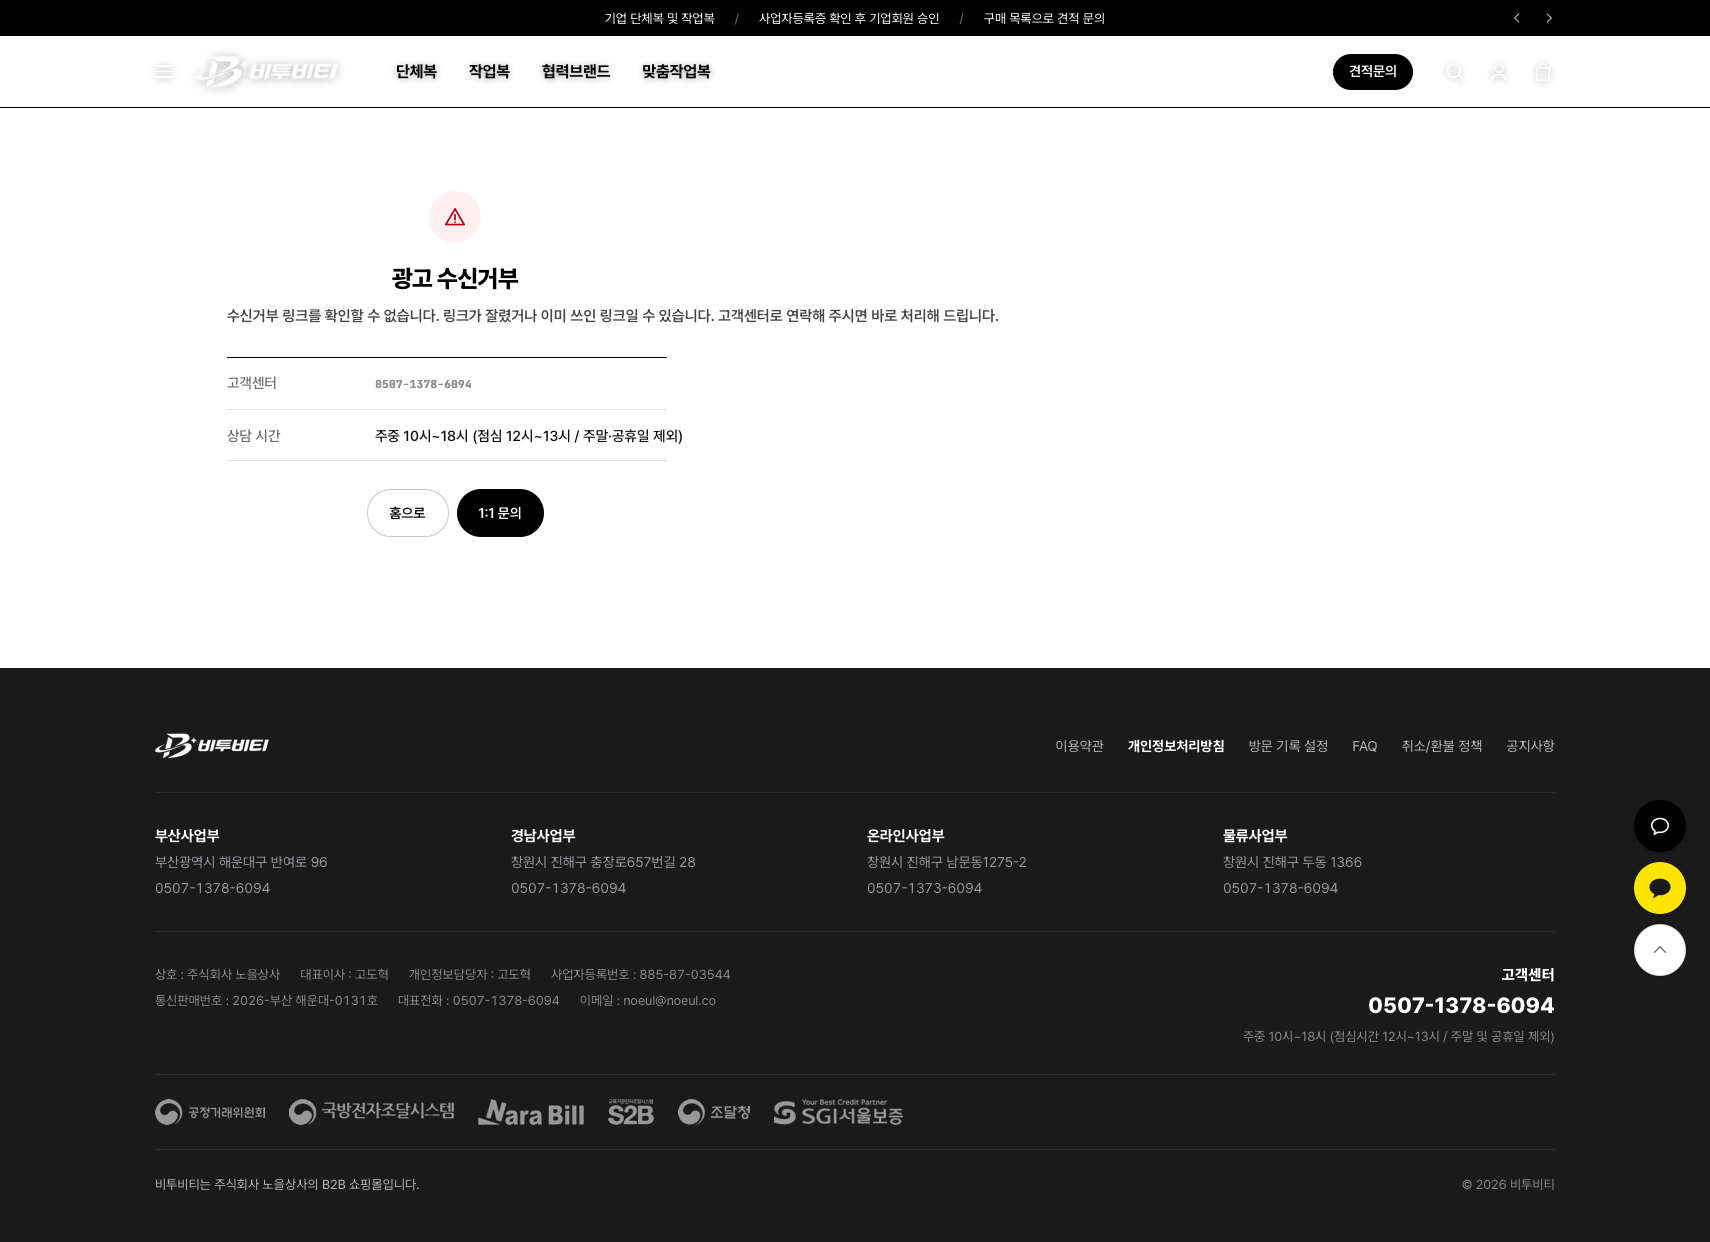 기업 단체복 및 작업복 / 사업자등록증 확인 후 기업회원 승인 / 구매 목록으로 견적 문의
비투비티 단체복 작업복 협력브랜드 맞춤작업복 견적문의
광고 수신거부
수신거부 링크를 확인할 수 없습니다. 링크가 잘렸거나 이미 쓰인 링크일 수 있습니다. 고객센터로 연락해 주시면 바로 처리해 드립니다.
고객센터 0507-1378-6094
상담 시간 주중 10시~18시 (점심 12시~13시 / 주말·공휴일 제외)
홈으로 1:1 문의
비투비티 이용약관 개인정보처리방침 방문 기록 설정 FAQ 취소/환불 정책 공지사항
부산사업부 경남사업부 온라인사업부 물류사업부
부산광역시 해운대구 반여로 96 창원시 진해구 충장로657번길 28 창원시 진해구 남문동1275-2 창원시 진해구 두동 1366
0507-1378-6094 0507-1378-6094 0507-1373-6094 0507-1378-6094
상호 : 주식회사 노을상사 대표이사 : 고도혁 개인정보담당자 : 고도혁 사업자등록번호 : 885-87-03544
통신판매번호 : 2026-부산 해운대-0131호 대표전화 : 0507-1378-6094 이메일 : noeul@noeul.co
고객센터
0507-1378-6094
주중 10시~18시 (점심시간 12시~13시 / 주말 및 공휴일 제외)
공정거래위원회 국방전자조달시스템 Nara Bill S2B 조달청 Your Best Credit Partner SGI서울보증
비투비티는 주식회사 노을상사의 B2B 쇼핑몰입니다. © 2026 비투비티